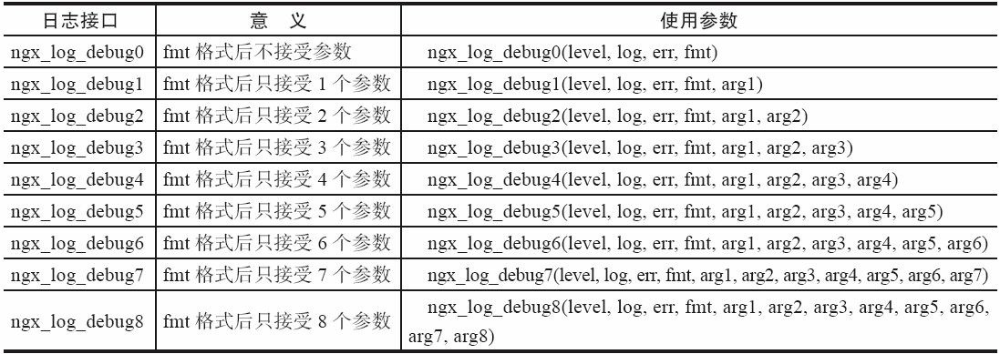 日志接口 意 义 使用参数
ngx_log_debug0 fmt 格式后不接受参数 ngx_log_debug0(level, log, err, fmt)
ngx_log_debug1 fmt 格式后只接受 1 个参数 ngx_log_debug1(level, log, err, fmt, arg1)
ngx_log_debug2 fmt 格式后只接受 2 个参数 ngx_log_debug2(level, log, err, fmt, arg1, arg2)
ngx_log_debug3 fmt 格式后只接受 3 个参数 ngx_log_debug3(level, log, err, fmt, arg1, arg2, arg3)
ngx_log_debug4 fmt 格式后只接受 4 个参数 ngx_log_debug4(level, log, err, fmt, arg1, arg2, arg3, arg4)
ngx_log_debug5 fmt 格式后只接受 5 个参数 ngx_log_debug5(level, log, err, fmt, arg1, arg2, arg3, arg4, arg5)
ngx_log_debug6 fmt 格式后只接受 6 个参数 ngx_log_debug6(level, log, err, fmt, arg1, arg2, arg3, arg4, arg5, arg6)
ngx_log_debug7 fmt 格式后只接受 7 个参数 ngx_log_debug7(level, log, err, fmt, arg1, arg2, arg3, arg4, arg5, arg6, arg7)
ngx_log_debug8 fmt 格式后只接受 8 个参数 ngx_log_debug8(level, log, err, fmt, arg1, arg2, arg3, arg4, arg5, arg6,
arg7, arg8)